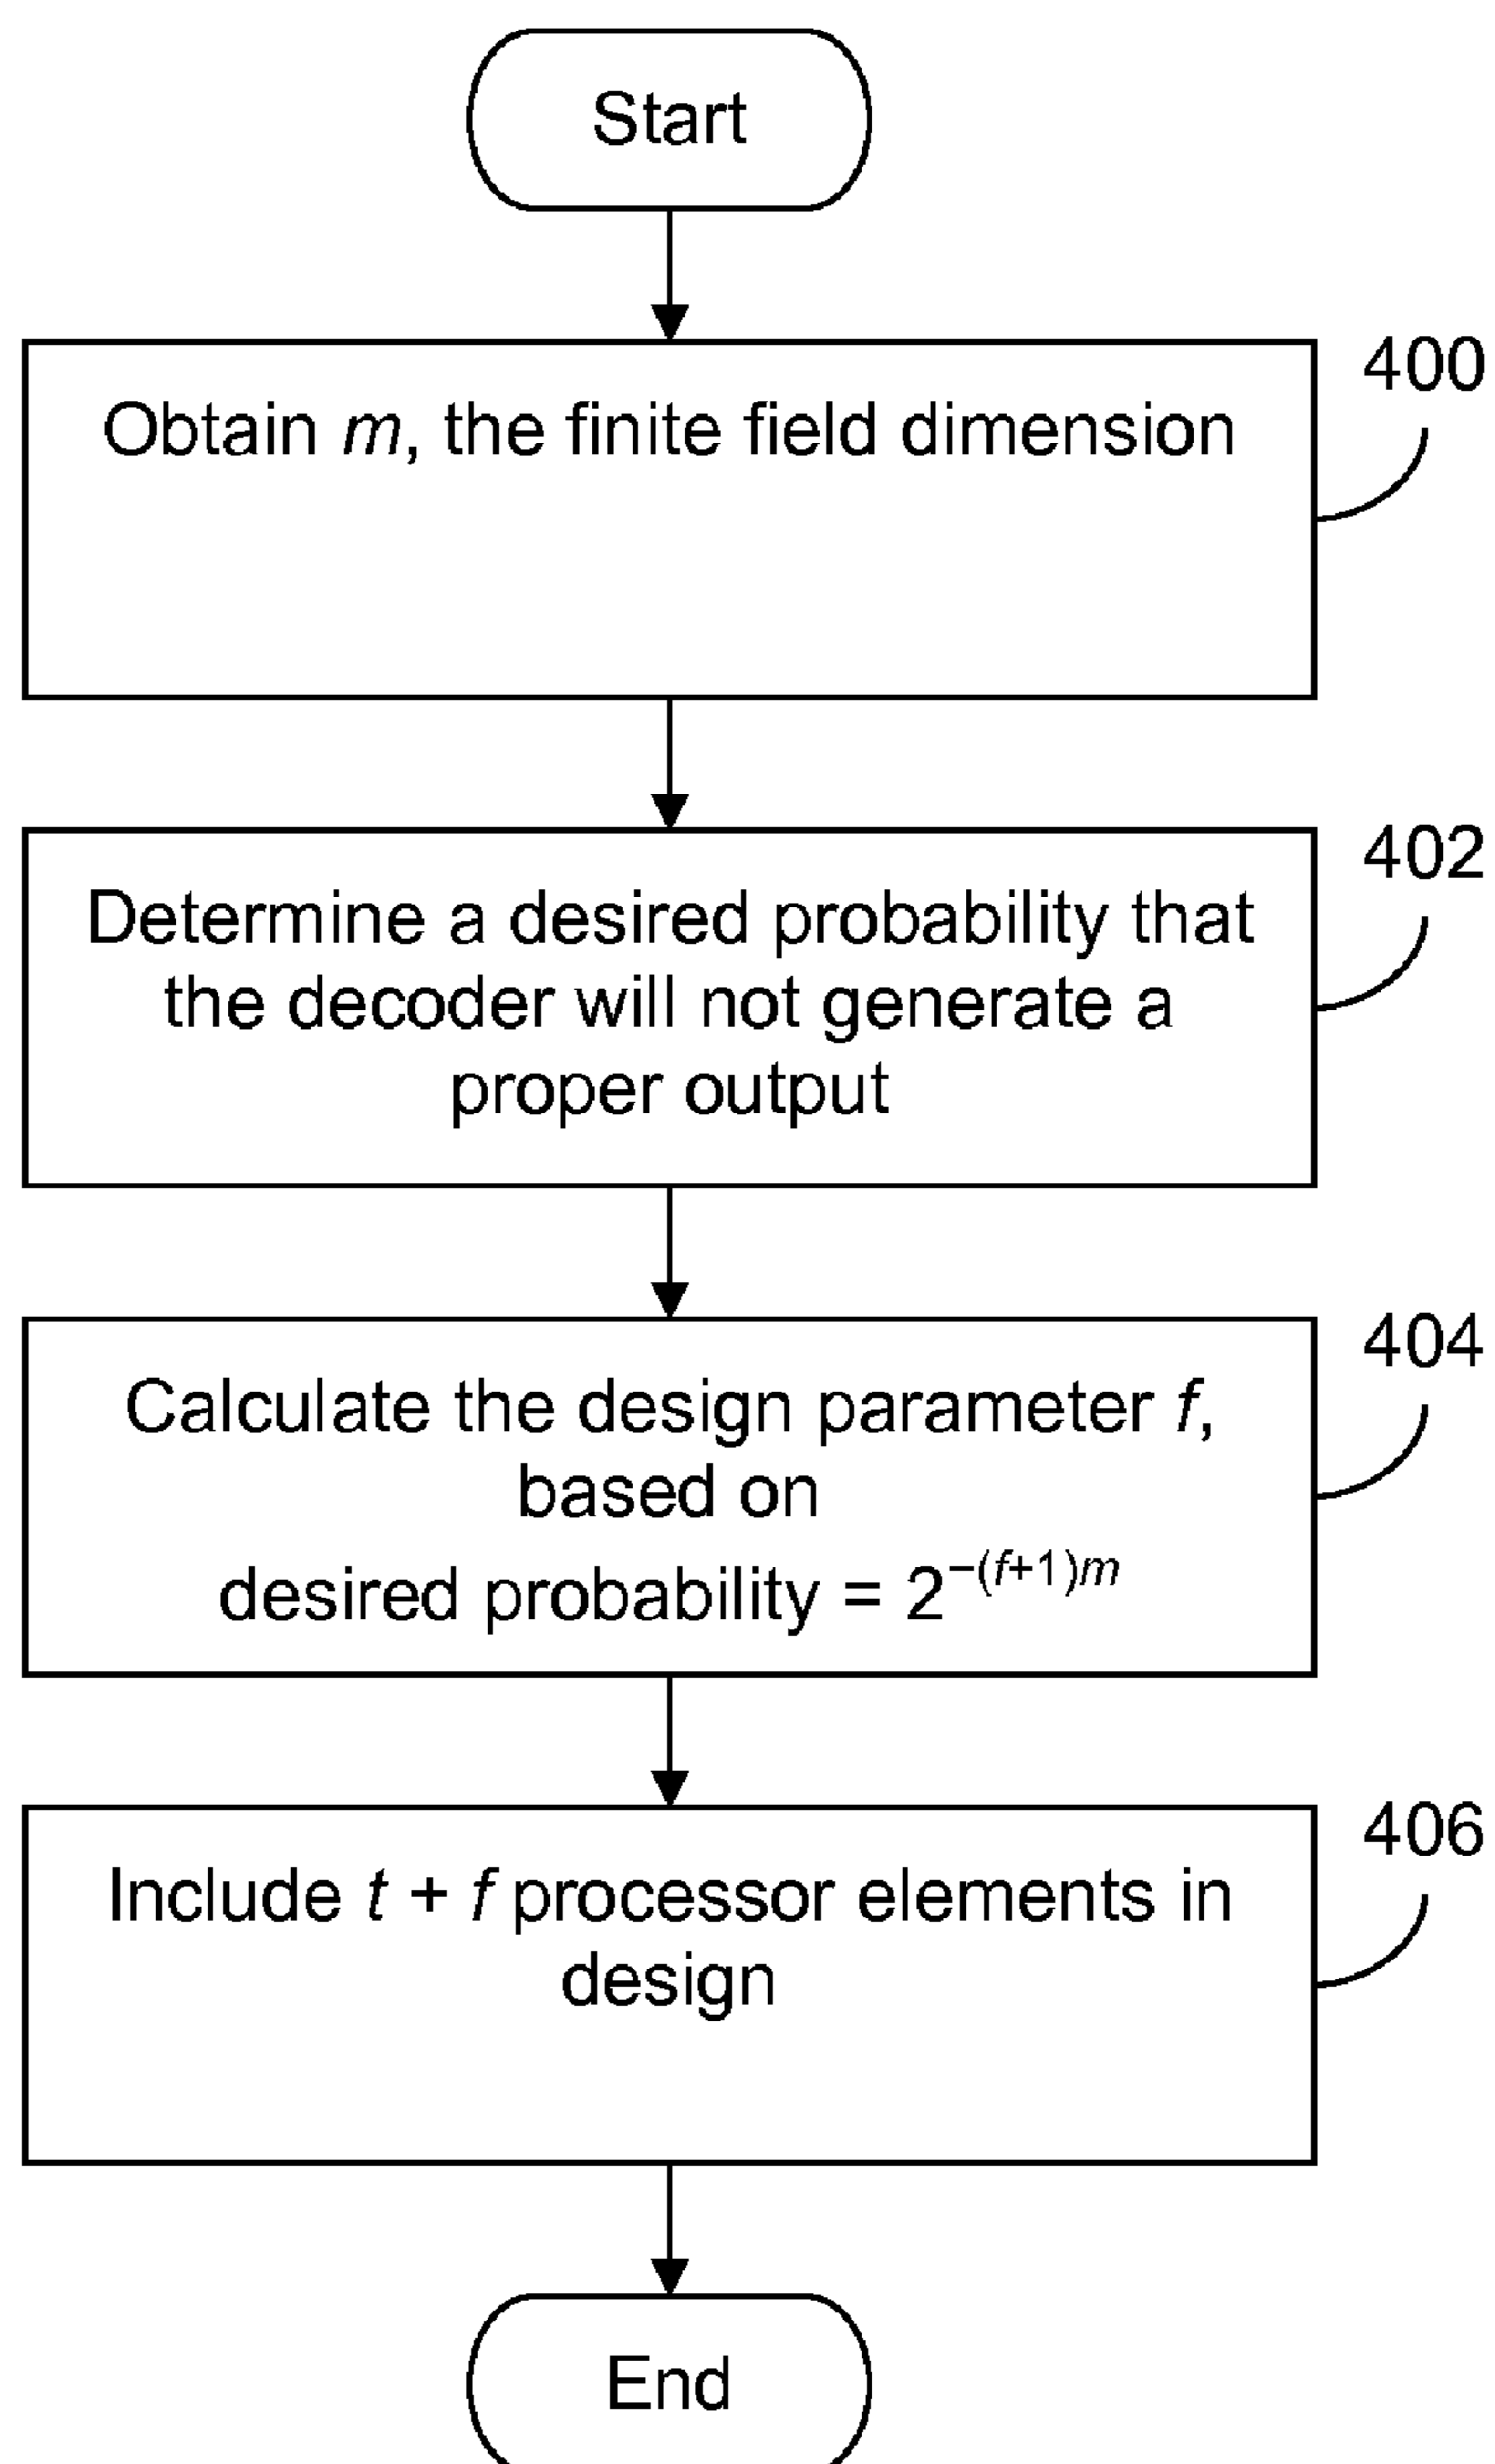 Start
400
Obtain m, the finite field dimension
402
Determine a desired probability that
the decoder will not generate a
proper output
404
Calculate the design parameter f,
based on
desired probability = 2^−(f+1)m
406
Include t + f processor elements in
design
End